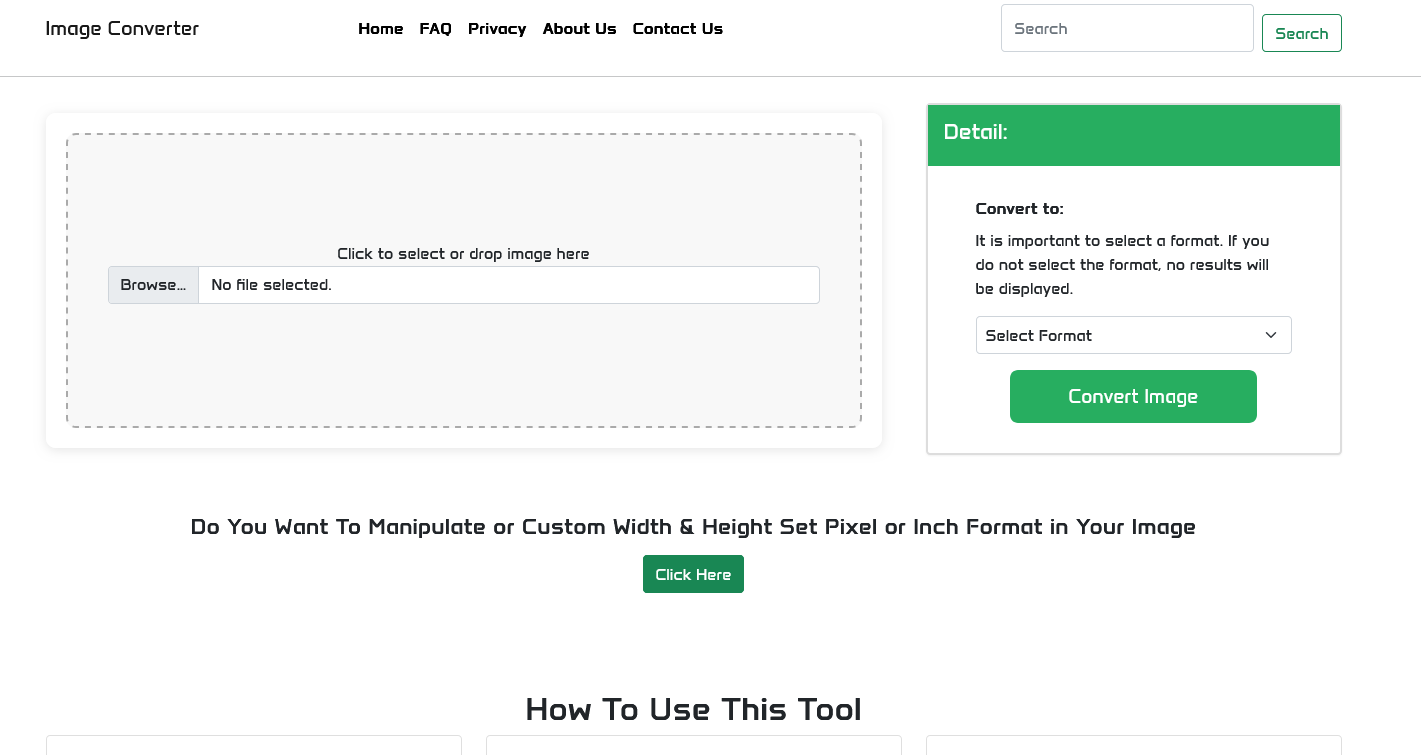 Image Converter
Home FAQ Privacy About Us Contact Us
Search
Search
Click to select or drop image here
Browse... No file selected.
Detail:
Convert to:
It is important to select a format. If you
do not select the format, no results will
be displayed.
Select Format
Convert Image
Do You Want To Manipulate or Custom Width & Height Set Pixel or Inch Format in Your Image
Click Here
How To Use This Tool